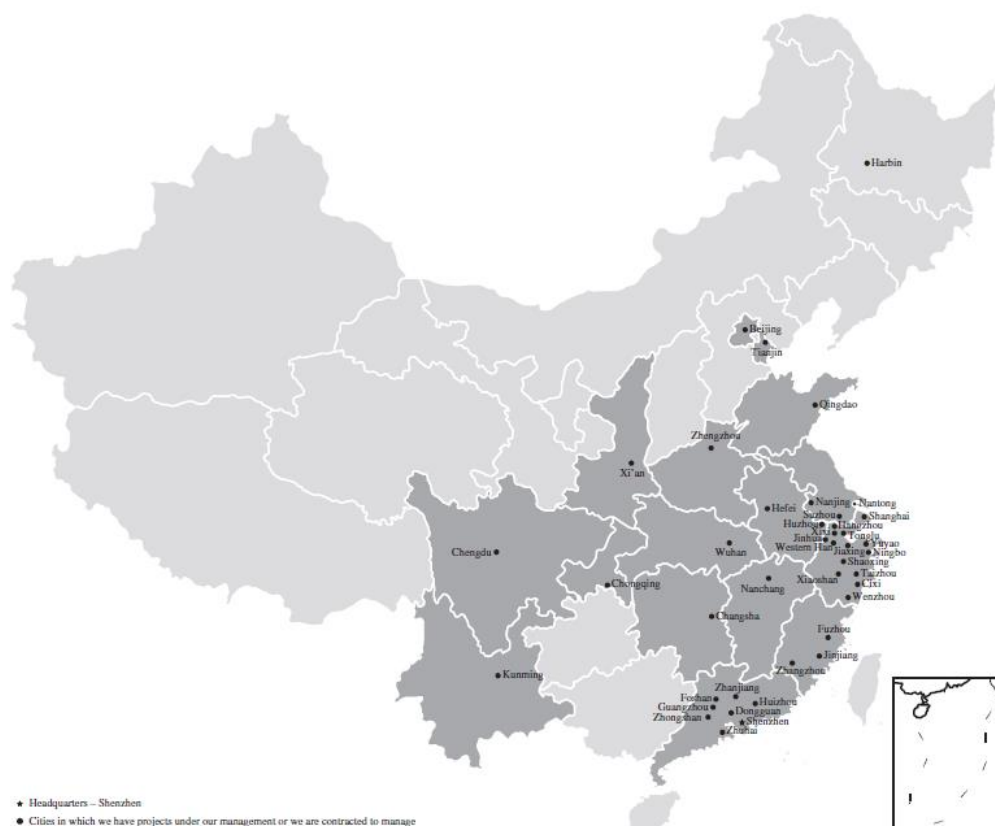 Harbin
Beijing
Tianjin
Qingdao
Zhengzhou
Xi'an
Nanjing
Nantong
Hefei
Suzhou
Shanghai
Huzhou
Hangzhou
Xixi
Tonglu
Jinhua
Yuyao
Western Han
Jiaxing
Ningbo
Shaoxing
Chengdu
Wuhan
Chongqing
Nanchang
Xiaoshan
Taizhou
Cixi
Wenzhou
Changsha
Fuzhou
Jinjiang
Zhangzhou
Kunming
Zhanjiang
Foshan
Huizhou
Guangzhou
Dongguan
Zhongshan
Shenzhen
Zhuhai
★ Headquarters – Shenzhen
● Cities in which we have projects under our management or we are contracted to manage